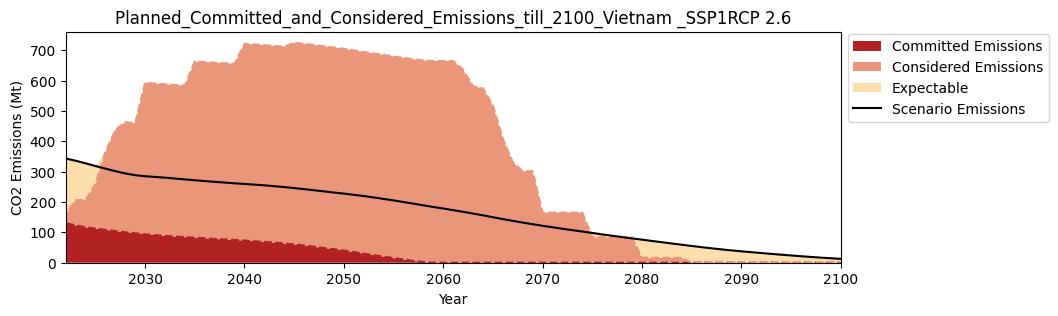 Planned_Committed_and_Considered_Emissions_till_2100_Vietnam _SSP1RCP 2.6
CO2 Emissions (Mt)
700
600
500
400
300
200
100
0
2030
2040
2050
2060
2070
2080
2090
2100
Year
Committed Emissions
Considered Emissions
Expectable
Scenario Emissions